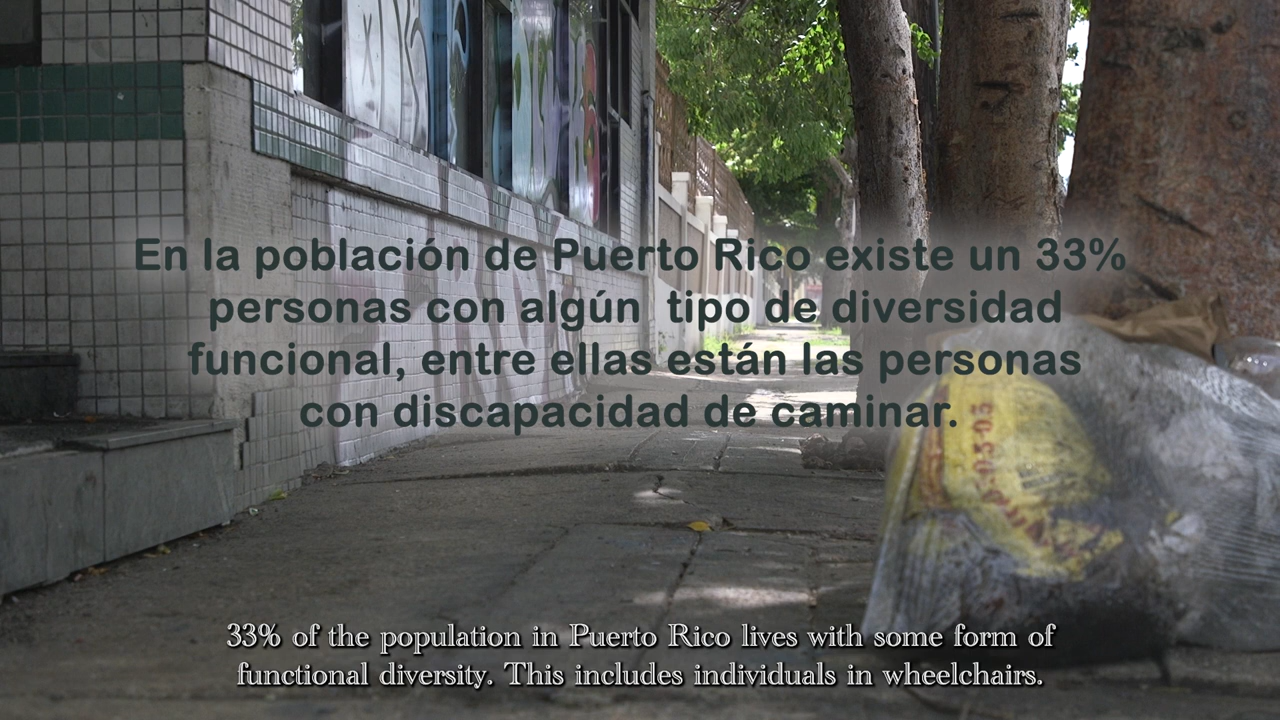 En la población de Puerto Rico existe un 33%
personas con algún tipo de diversidad
funcional, entre ellas están las personas
con discapacidad de caminar.
33% of the population in Puerto Rico lives with some form of
functional diversity. This includes individuals in wheelchairs.